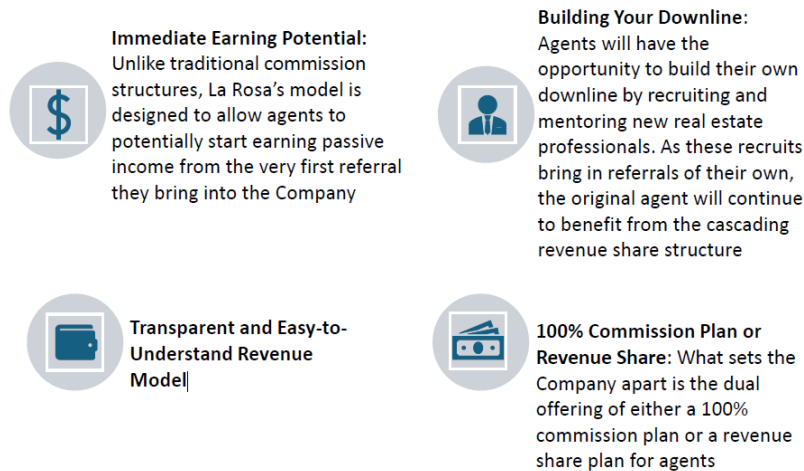 Immediate Earning Potential:
Unlike traditional commission
structures, La Rosa’s model is
designed to allow agents to
potentially start earning passive
income from the very first referral
they bring into the Company
Building Your Downline:
Agents will have the
opportunity to build their own
downline by recruiting and
mentoring new real estate
professionals. As these recruits
bring in referrals of their own,
the original agent will continue
to benefit from the cascading
revenue share structure
Transparent and Easy-to-
Understand Revenue
Model
100% Commission Plan or
Revenue Share: What sets the
Company apart is the dual
offering of either a 100%
commission plan or a revenue
share plan for agents